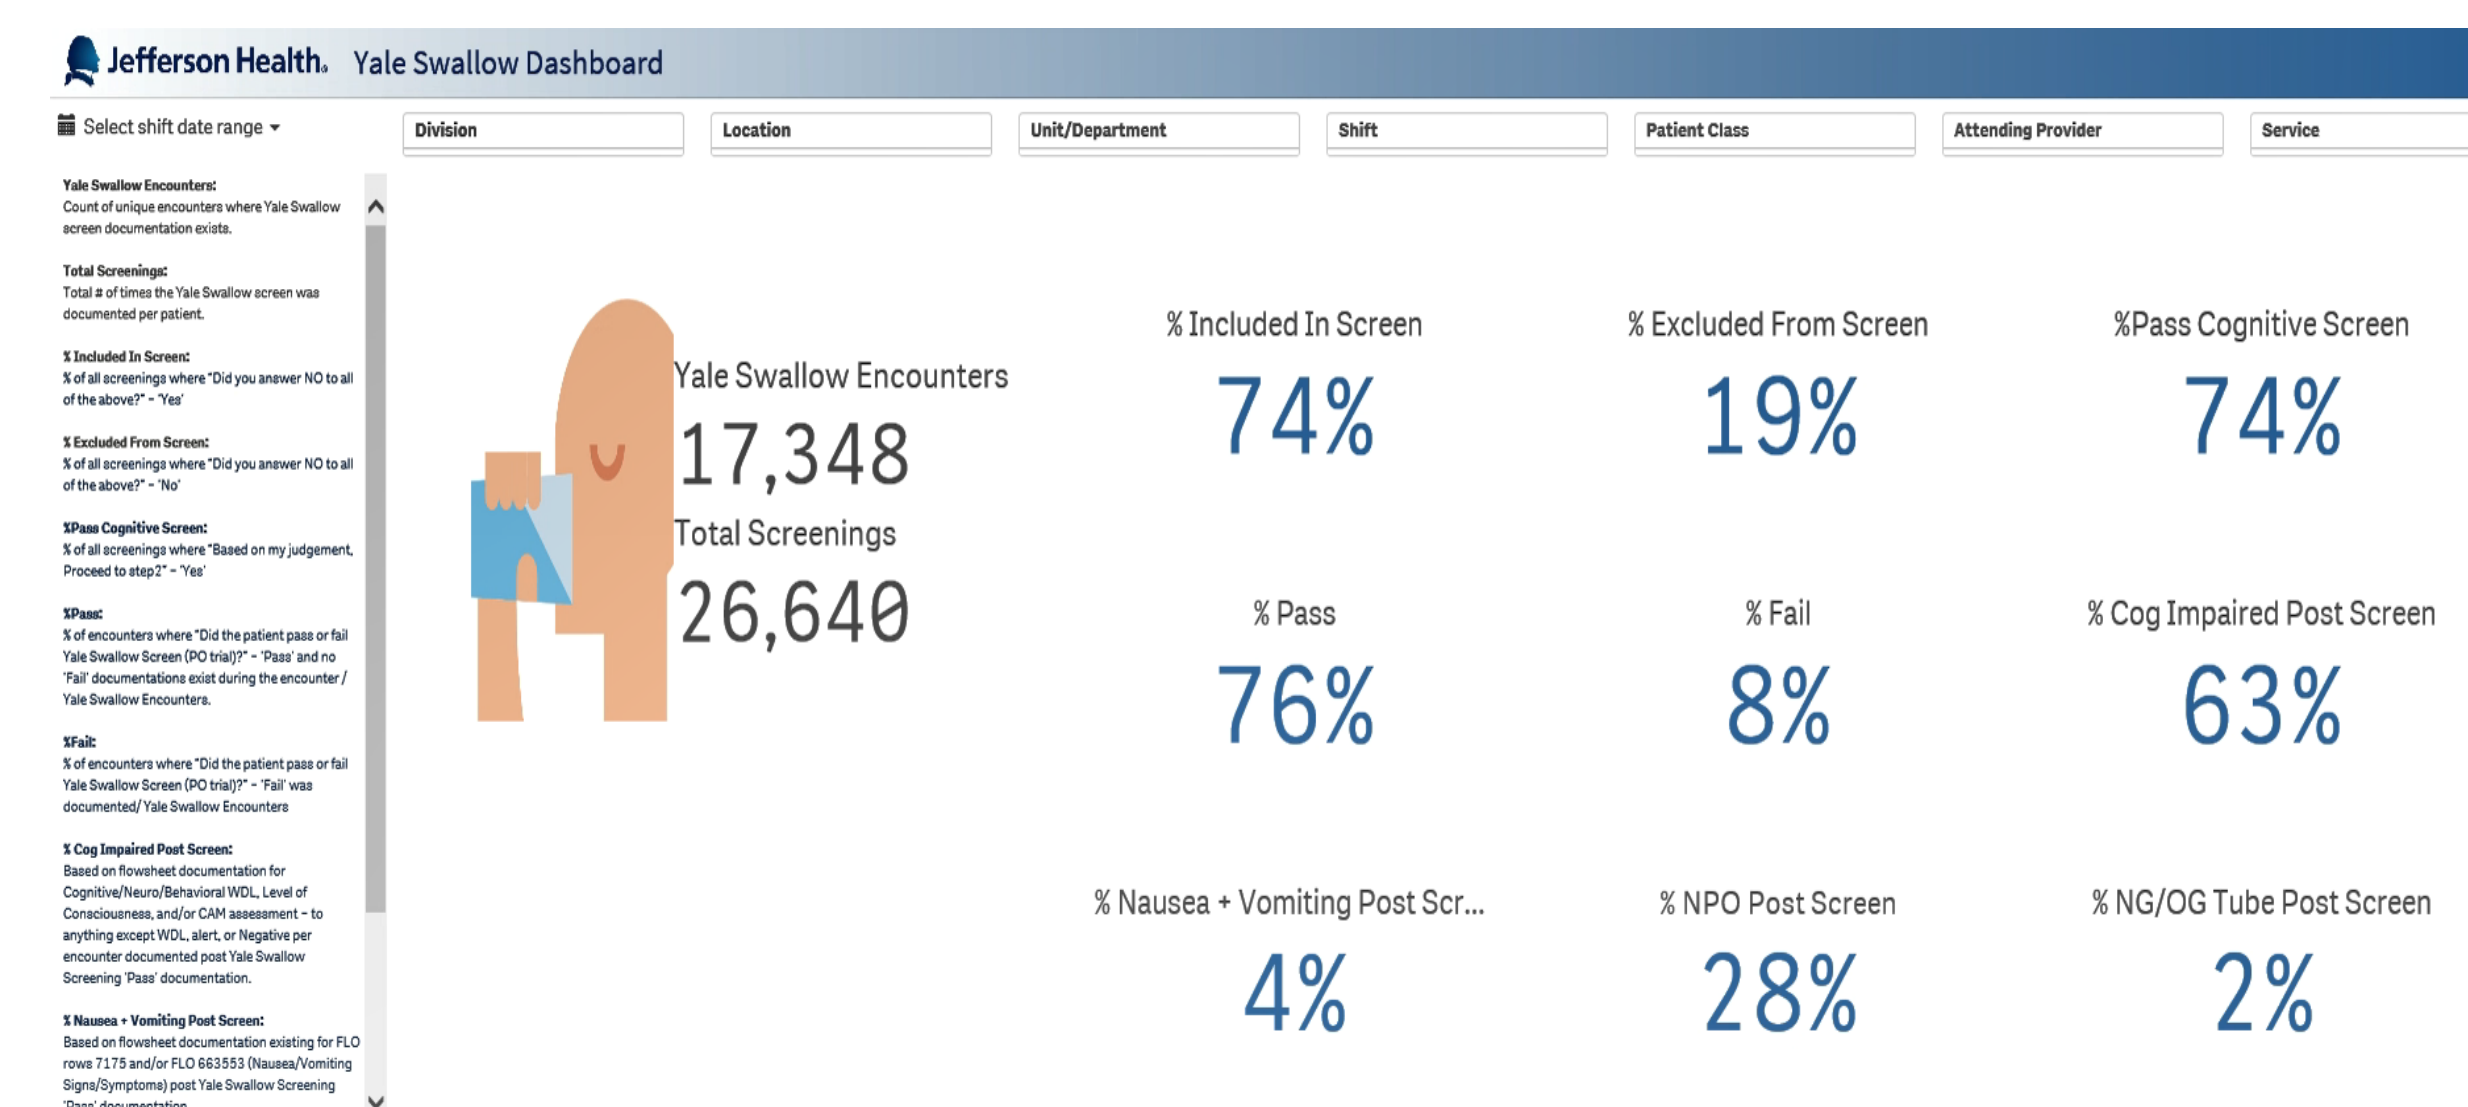 Jefferson Health. Yale Swallow Dashboard
Select shift date range
Division
Location
Unit/Department
Shift
Patient Class
Attending Provider
Service
Yale Swallow Encounters:
Count of unique encounters where Yale Swallow
screen documentation exists.
Total Screenings:
Total # of times the Yale Swallow screen was
documented per patient.
% Included In Screen:
% of all screenings where "Did you answer NO to all
of the above?" - 'Yes'
% Excluded From Screen:
% of all screenings where "Did you answer NO to all
of the above?" - 'No'
%Pass Cognitive Screen:
% of all screenings where "Based on my judgement,
Proceed to step2" - 'Yes'
%Pass:
% of encounters where "Did the patient pass or fail
Yale Swallow Screen (PO trial)?" - 'Pass' and no
'Fail' documentations exist during the encounter /
Yale Swallow Encounters.
%Fail:
% of encounters where "Did the patient pass or fail
Yale Swallow Screen (PO trial)?" - 'Fail' was
documented/ Yale Swallow Encounters
% Cog Impaired Post Screen:
Based on flowsheet documentation for
Cognitive/Neuro/Behavioral WDL, Level of
Consciousness, and/or CAM assessment - to
anything except WDL, alert, or Negative per
encounter documented post Yale Swallow
Screening 'Pass' documentation.
% Nausea + Vomiting Post Screen:
Based on flowsheet documentation existing for FLO
rows 7175 and/or FLO 663553 (Nausea/Vomiting
Signs/Symptoms) post Yale Swallow Screening
'Pass' documentation
Yale Swallow Encounters
17,348
Total Screenings
26,640
% Included In Screen
74%
% Excluded From Screen
19%
%Pass Cognitive Screen
74%
% Pass
76%
% Fail
8%
% Cog Impaired Post Screen
63%
% Nausea + Vomiting Post Scr...
4%
% NPO Post Screen
28%
% NG/OG Tube Post Screen
2%